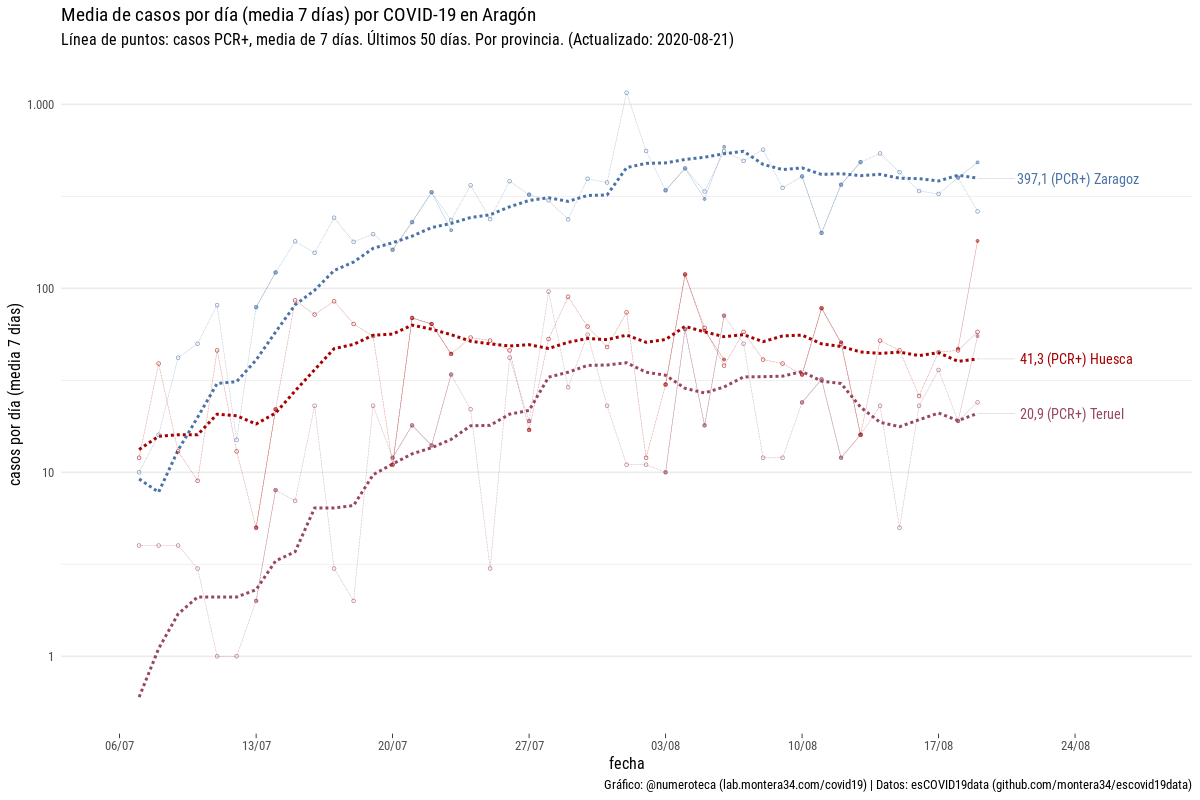 Media de casos por día (media 7 días) por COVID-19 en Aragón
Línea de puntos: casos PCR+, media de 7 días. Últimos 50 días. Por provincia. (Actualizado: 2020-08-21)
casos por día (media 7 días)
1.000
100
10
1
397,1 (PCR+) Zaragoz
41,3 (PCR+) Huesca
20,9 (PCR+) Teruel
06/07 13/07 20/07 27/07 03/08 10/08 17/08 24/08
fecha
Gráfico: @numeroteca (lab.montera34.com/covid19) | Datos: esCOVID19data (github.com/montera34/escovid19data)